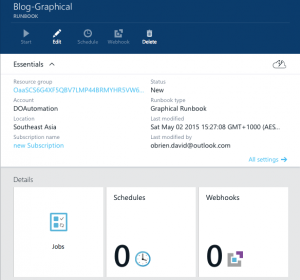 Blog-Graphical
RUNBOOK
Start Edit Schedule Webhook Delete
Essentials
Resource group
Status
New
Account
DOAutomation
Runbook type
Graphical Runbook
Location
Southeast Asia
Last modified
Sat May 02 2015 15:27:08 GMT+1000 (AES...
Subscription name
new Subscription
Last modified by
obrien.david@outlook.com
All settings
Details
Jobs
Schedules
0
Webhooks
0